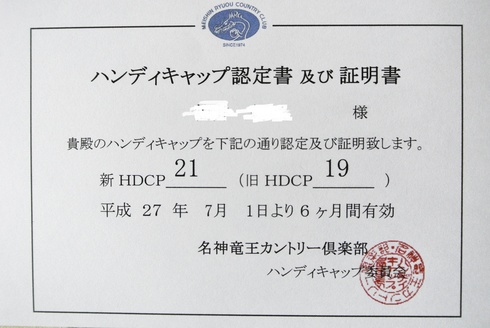 MEISHIN RYUOU COUNTRY CLUB
SINCE1974
ハンディキャップ認定書 及び 証明書
様
貴殿のハンディキャップを下記の通り認定及び証明致します。
新 HDCP 21 （旧 HDCP 19 ）
平成 27 年 7月 1日より6ヶ月間有効
名神竜王カントリー倶楽部
ハンディキャップ委員会